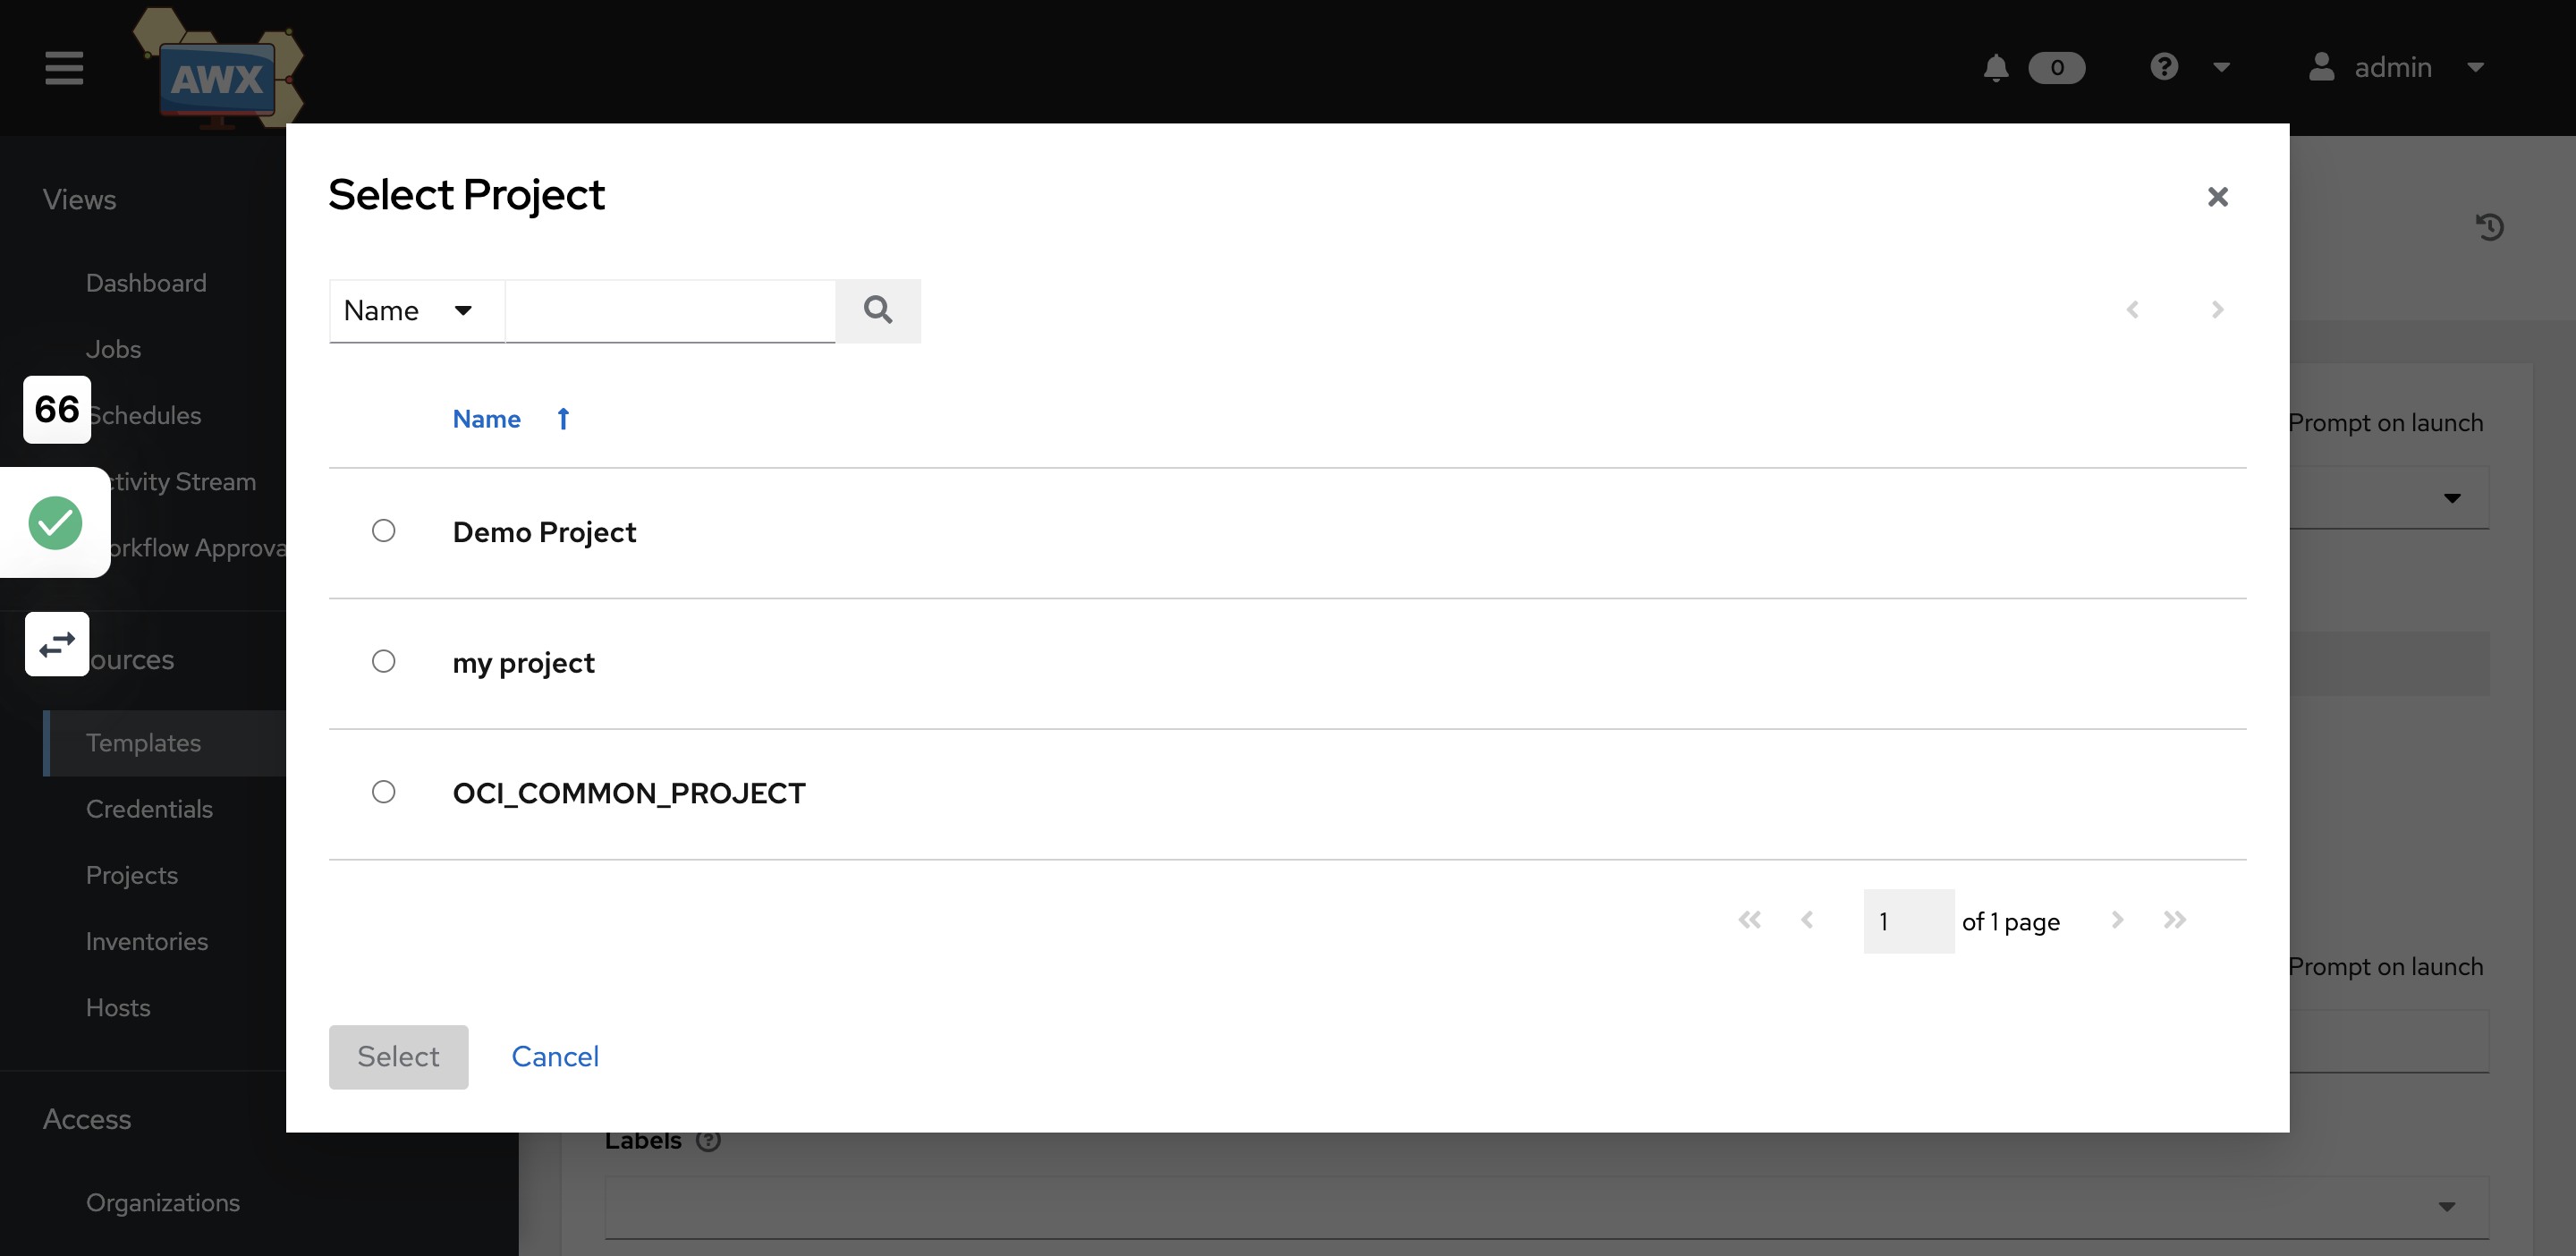 AWX
0
admin
Select Project
Views
Dashboard
Name
Jobs
66
Schedules
Name
Prompt on launch
ctivity Stream
Demo Project
orkflow Approva
my project
ources
Templates
OCI_COMMON_PROJECT
Credentials
Projects
1 of 1 page
Inventories
Prompt on launch
Hosts
Select Cancel
Access
Labels
Organizations